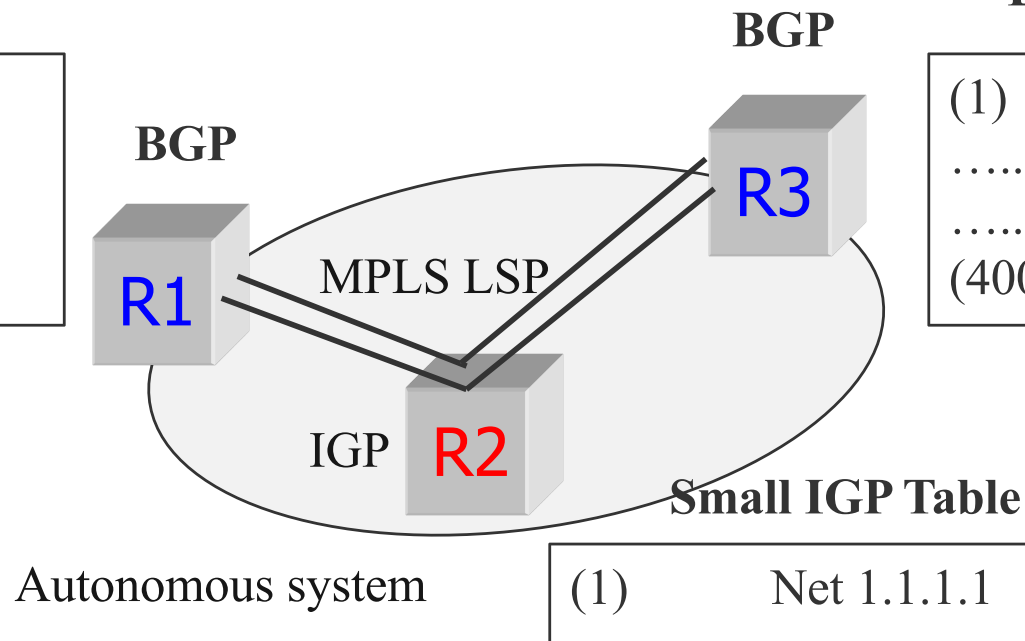 BGP
(1)
BGP
…..
R3
…..
MPLS LSP
(400
R1
IGP
R2
Small IGP Table
Autonomous system
(1) Net 1.1.1.1